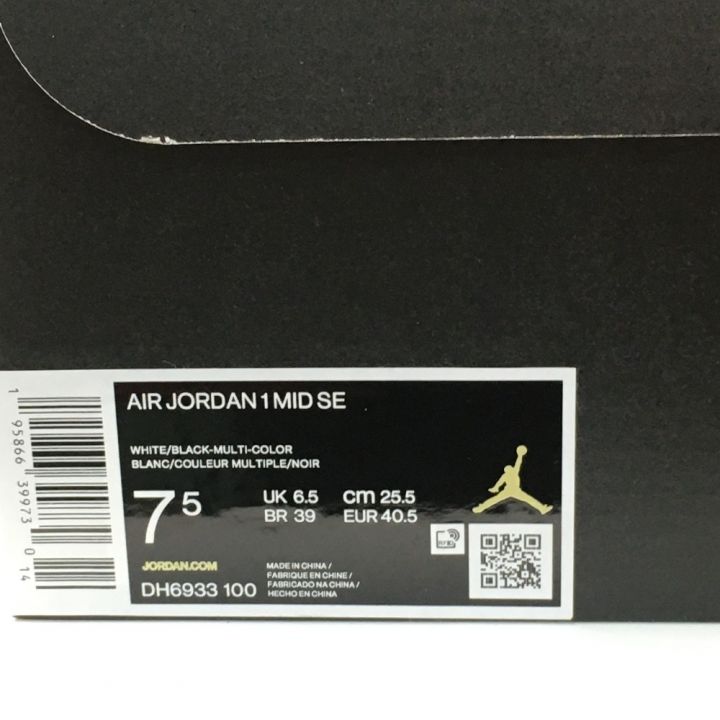 AIR JORDAN 1 MID SE
WHITE/BLACK-MULTI-COLOR
BLANC/COULEUR MULTIPLE/NOIR
7 5
UK 6.5 cm 25.5
BR 39 EUR 40.5
JORDAN.COM
DH6933 100
MADE IN CHINA /
FABRIQUE EN CHINE /
FABRICADO NA CHINA /
HECHO EN CHINA
RFID
1 95866 39973 014